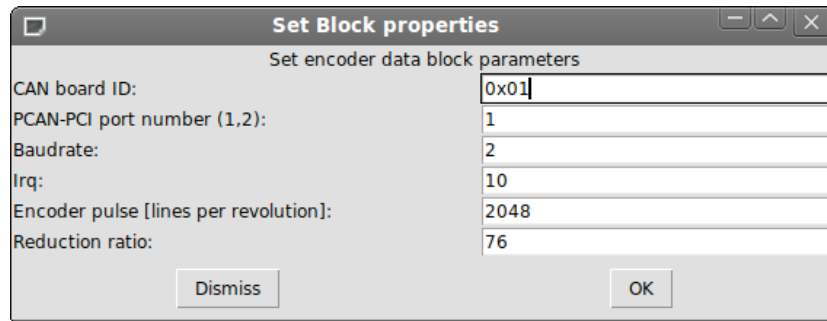 Set Block properties
Set encoder data block parameters
CAN board ID: 0x01
PCAN-PCI port number (1,2): 1
Baudrate: 2
Irq: 10
Encoder pulse [lines per revolution]: 2048
Reduction ratio: 76
Dismiss OK